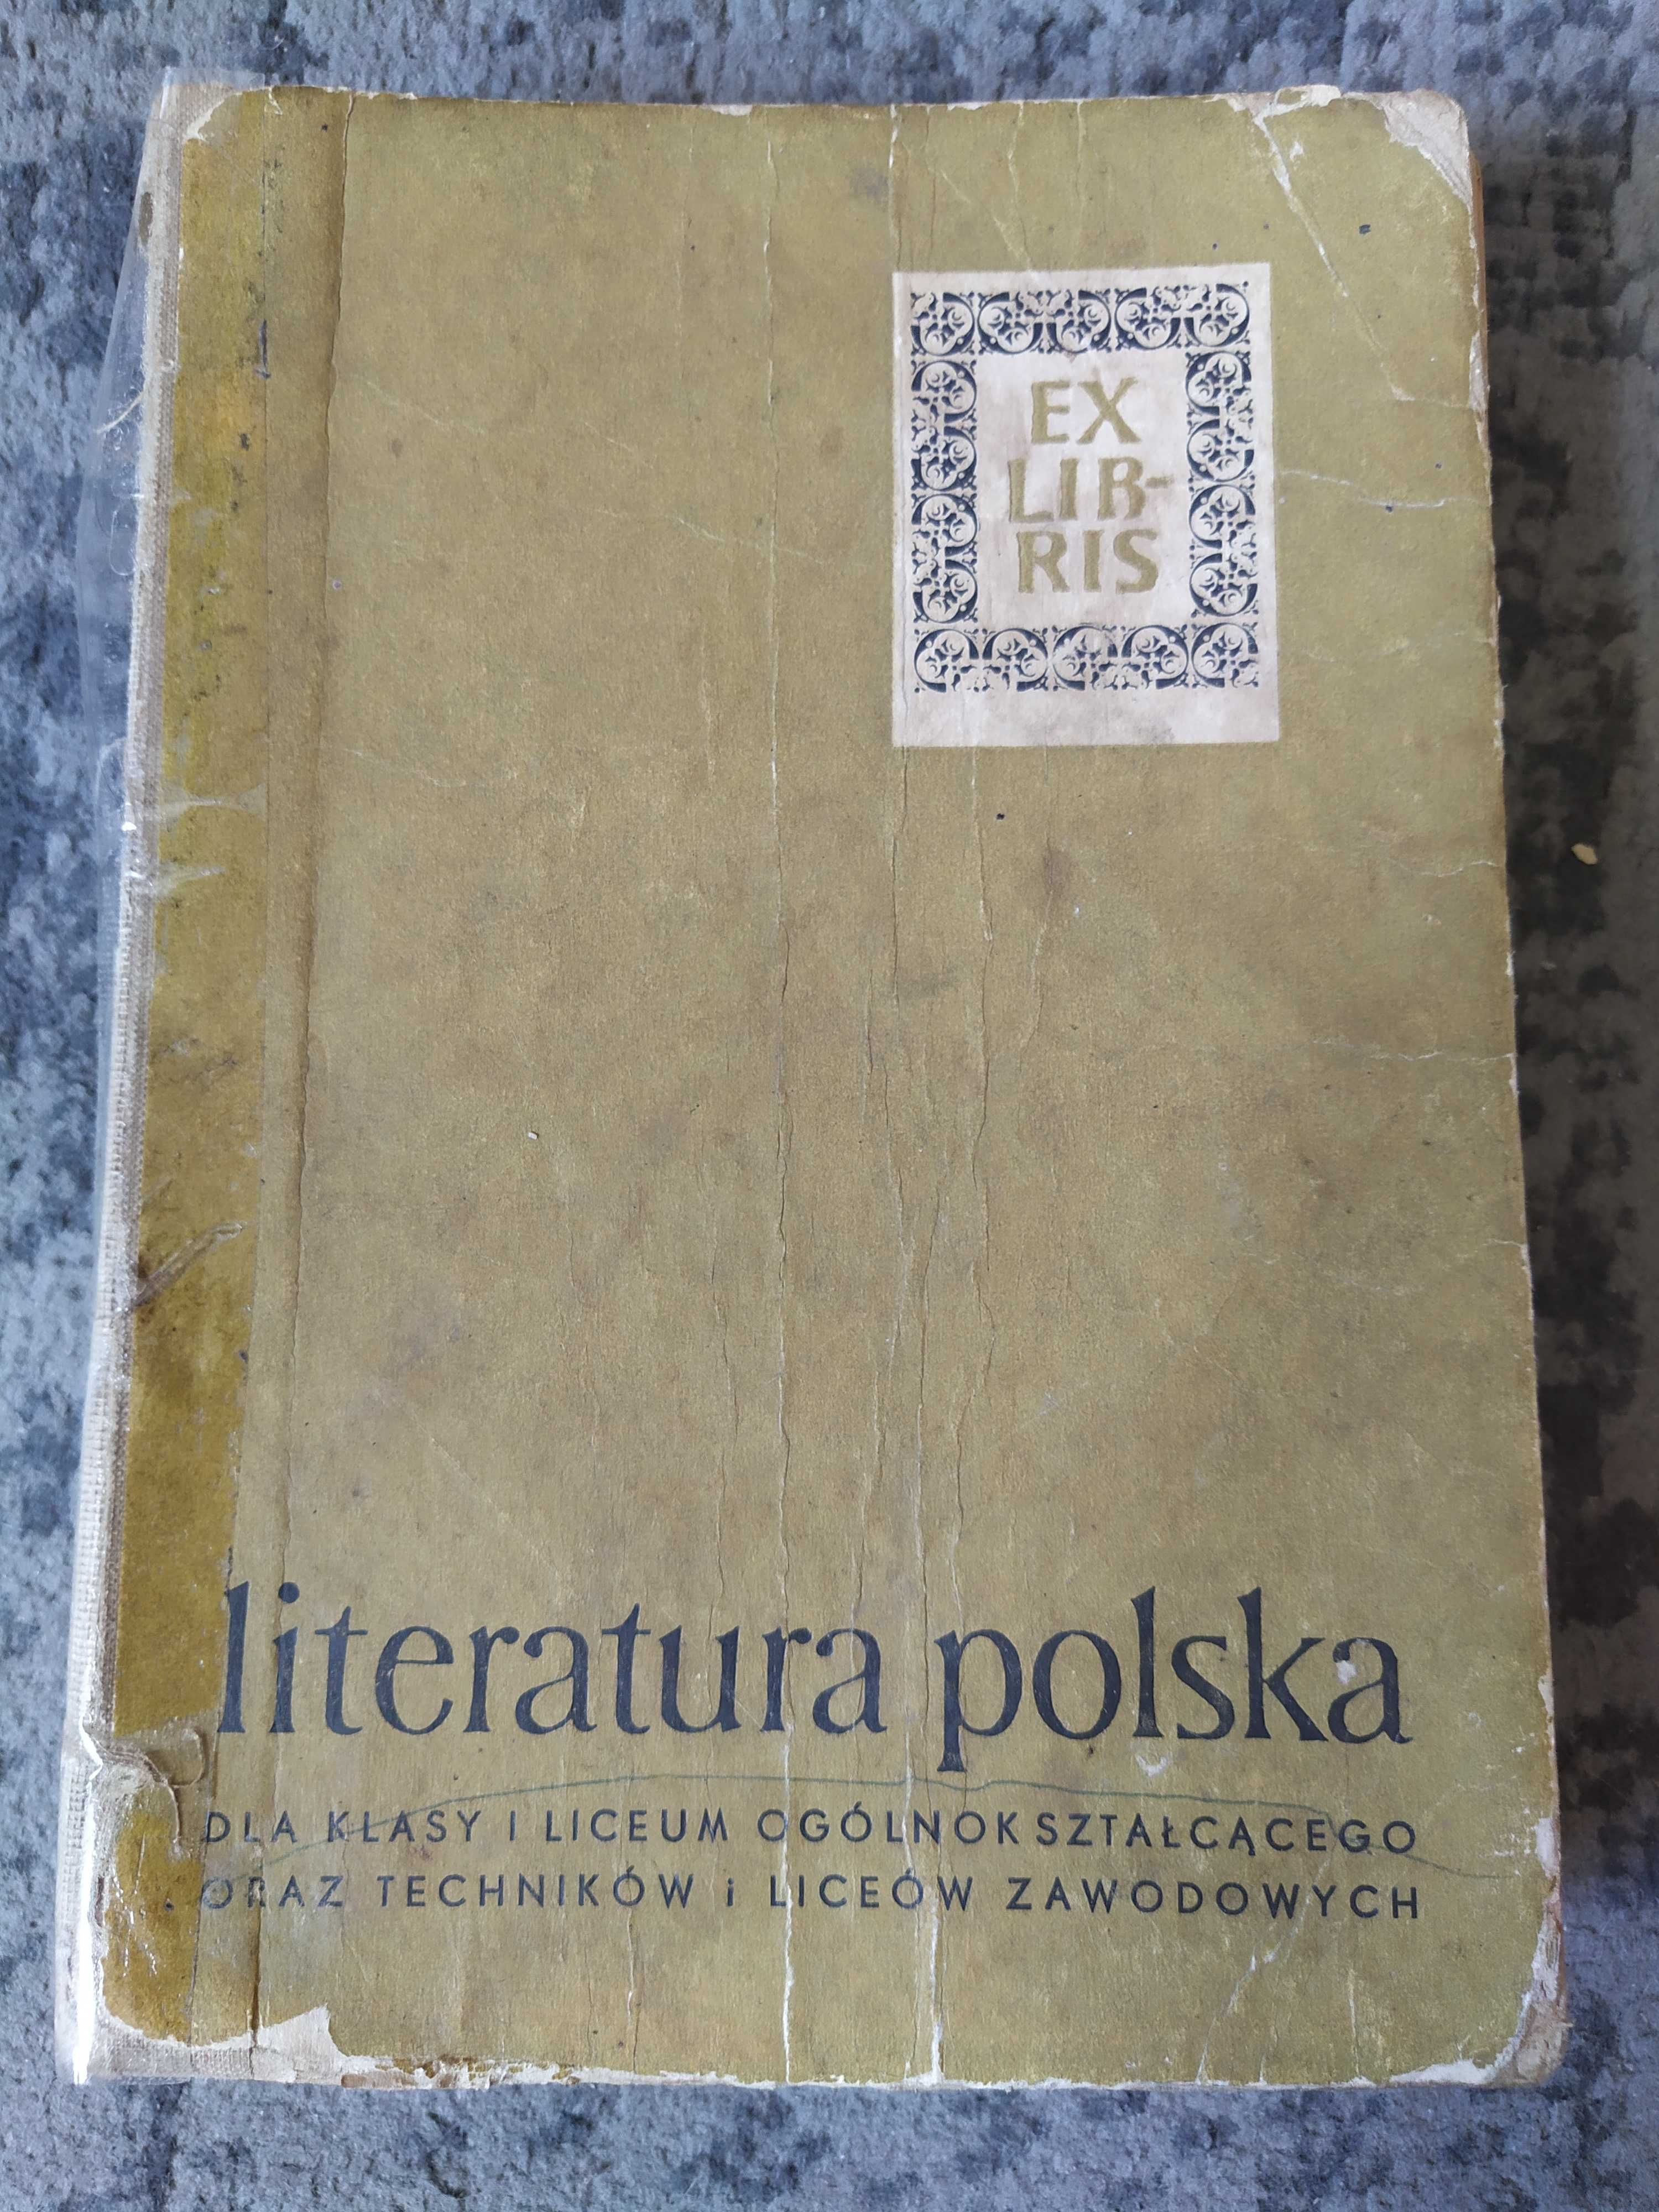 EX
LIB-
RIS
literatura polska
DLA KLASY I LICEUM OGÓLNOKSZTAŁCĄCEGO
ORAZ TECHNIKÓW i LICEÓW ZAWODOWYCH